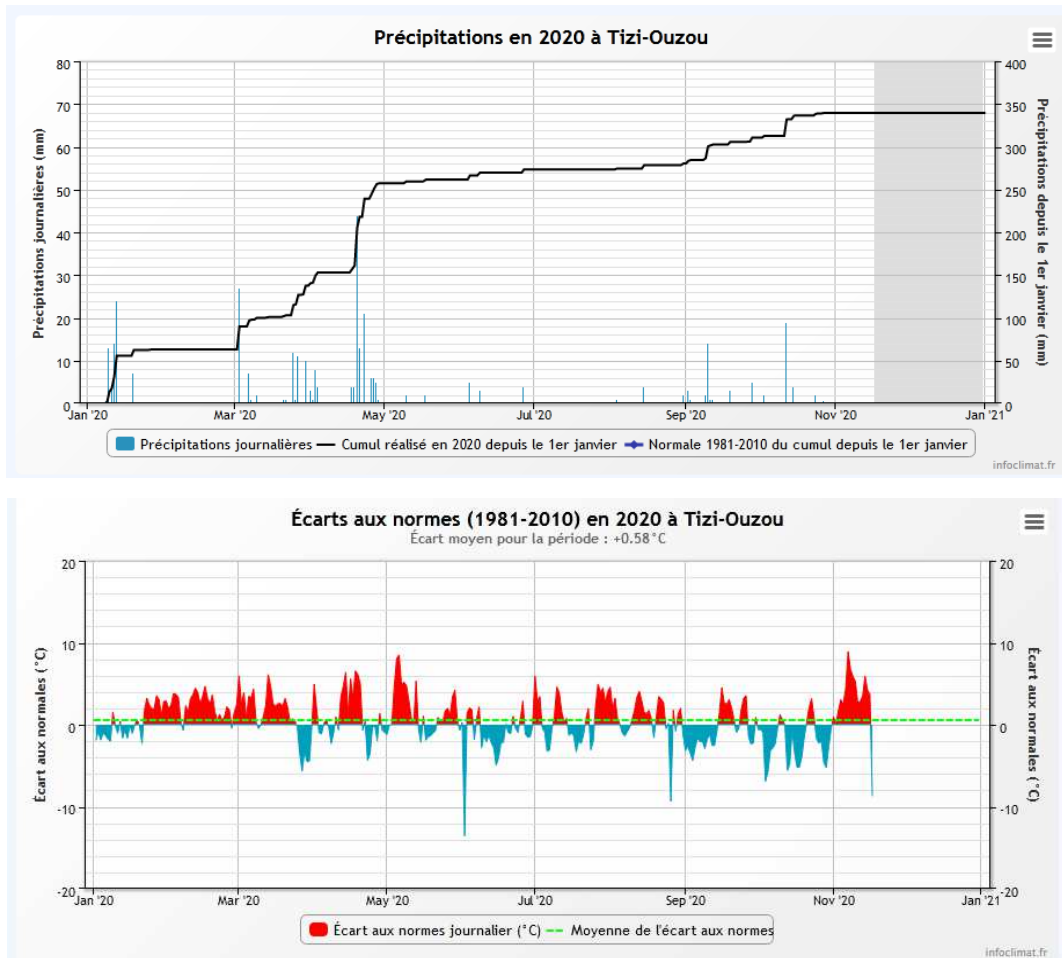 Précipitations en 2020 à Tizi-Ouzou
Précipitations journalières (mm)
80
70
60
50
40
30
20
10
0
400
350
300
250
200
150
100
50
0
Précipitations depuis le 1er janvier (mm)
Jan '20
Mar '20
May '20
Jul '20
Sep '20
Nov '20
Jan '21
Précipitations journalières
Cumul réalisé en 2020 depuis le 1er janvier
Normale 1981-2010 du cumul depuis le 1er janvier
infoclimat.fr
Écarts aux normes (1981-2010) en 2020 à Tizi-Ouzou
Écart moyen pour la période : +0.58°C
Écart aux normales (°C)
20
10
0
-10
-20
20
10
0
-10
-20
Écart aux normales (°C)
Jan '20
Mar '20
May '20
Jul '20
Sep '20
Nov '20
Jan '21
Écart aux normes journalier (°C)
Moyenne de l'écart aux normes
infoclimat.fr